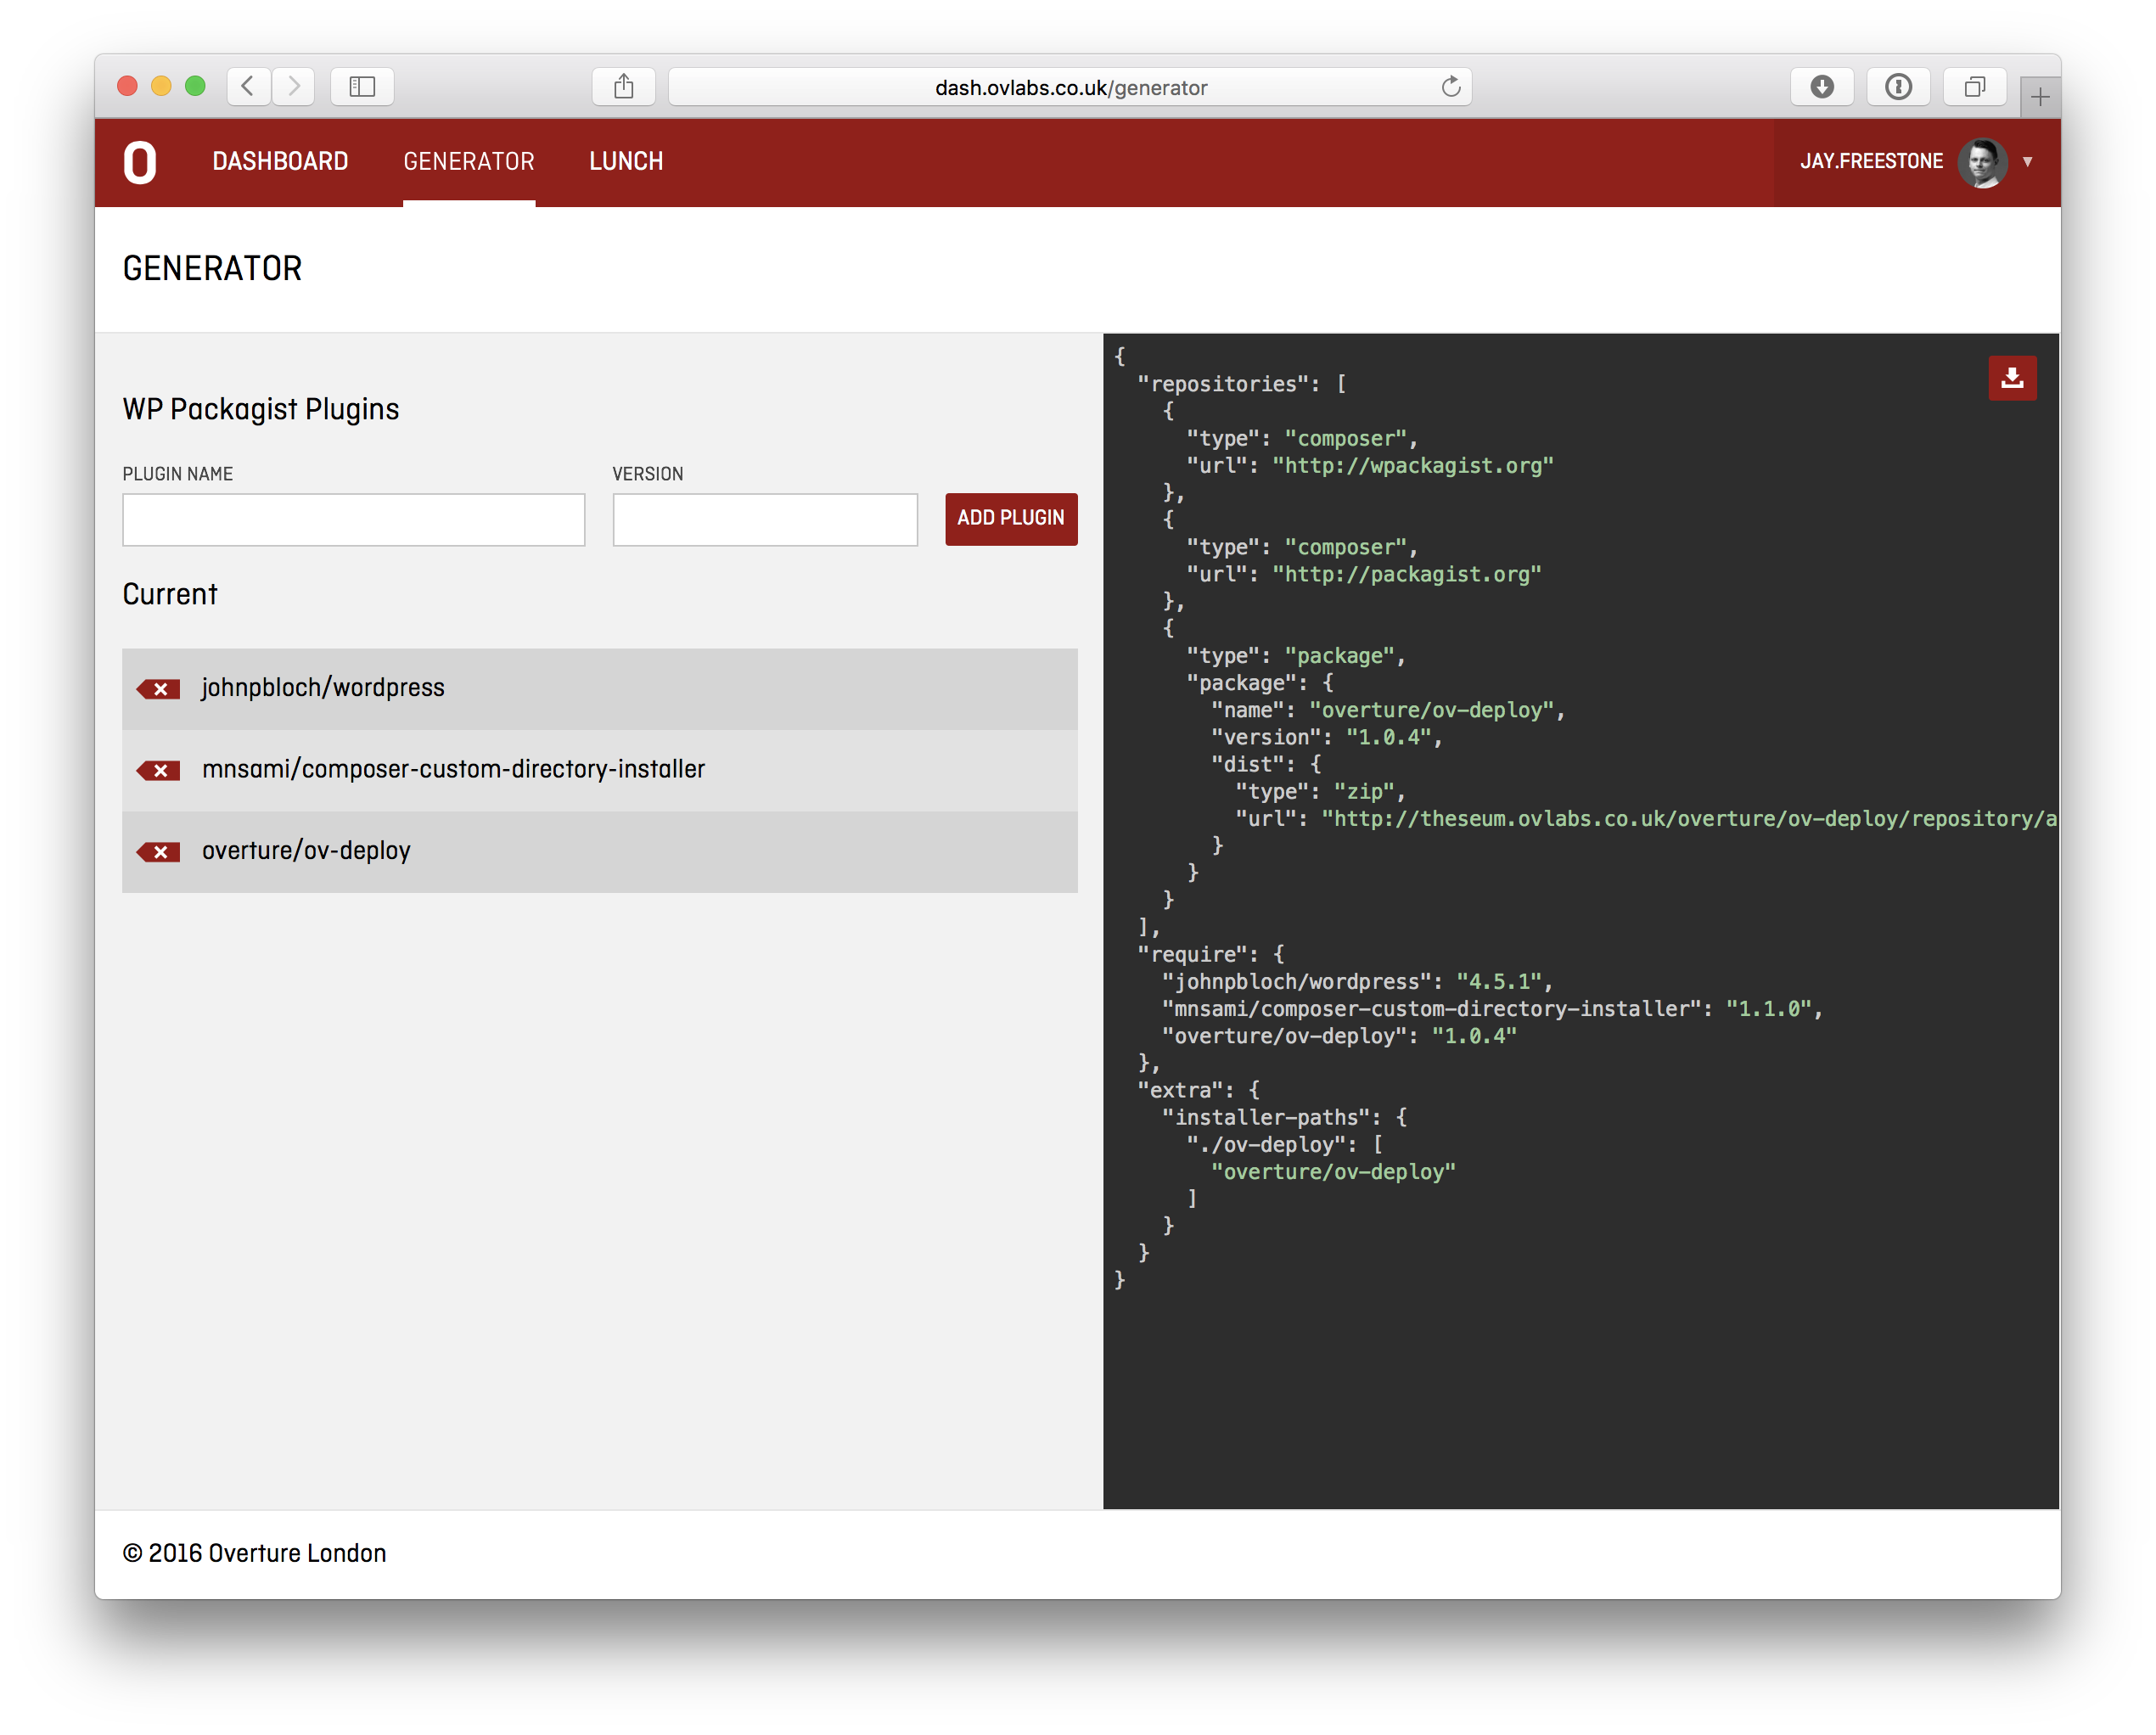 dash.ovlabs.co.uk/generator
O DASHBOARD GENERATOR LUNCH JAY.FREESTONE
GENERATOR
WP Packagist Plugins
PLUGIN NAME VERSION
ADD PLUGIN
Current
johnpbloch/wordpress
mnsami/composer-custom-directory-installer
overture/ov-deploy
{
"repositories": [
{
"type": "composer",
"url": "http://wpackagist.org"
},
{
"type": "composer",
"url": "http://packagist.org"
},
{
"type": "package",
"package": {
"name": "overture/ov-deploy",
"version": "1.0.4",
"dist": {
"type": "zip",
"url": "http://theseum.ovlabs.co.uk/overture/ov-deploy/repository/a
}
}
}
],
"require": {
"johnpbloch/wordpress": "4.5.1",
"mnsami/composer-custom-directory-installer": "1.1.0",
"overture/ov-deploy": "1.0.4"
},
"extra": {
"installer-paths": {
"./ov-deploy": [
"overture/ov-deploy"
]
}
}
}
© 2016 Overture London